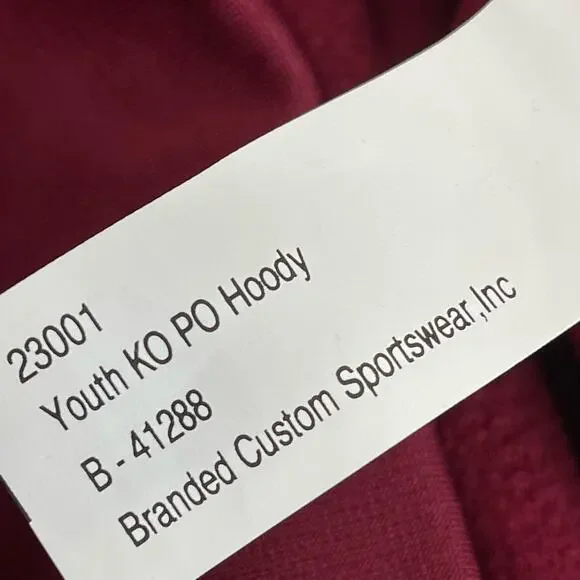 23001
Youth KO PO Hoody
B - 41288
Branded Custom Sportswear,Inc